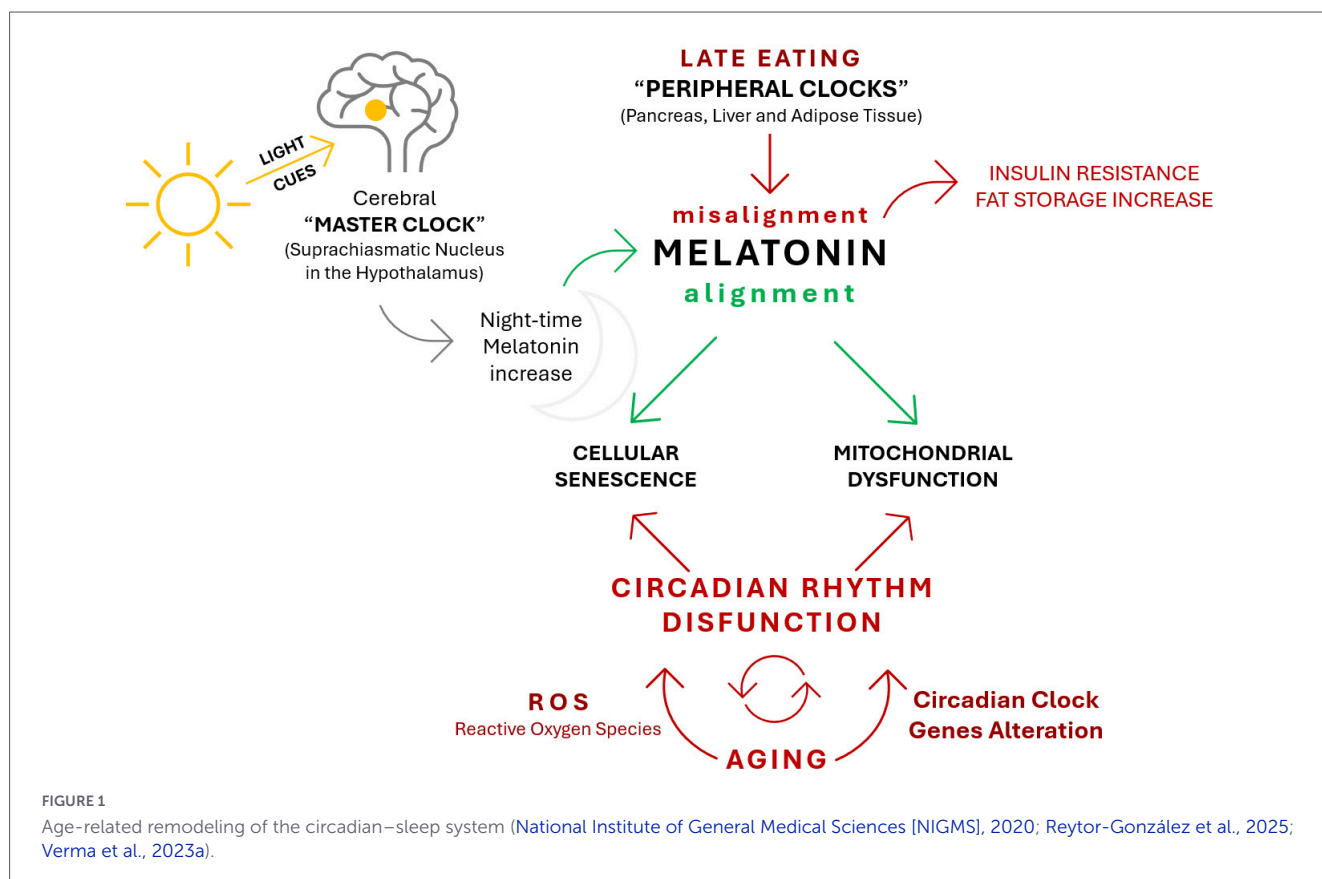 LIGHT
CUES
Cerebral
“MASTER CLOCK”
(Suprachiasmatic Nucleus
in the Hypothalamus)
Night-time
Melatonin
increase
LATE EATING
“PERIPHERAL CLOCKS”
(Pancreas, Liver and Adipose Tissue)
misalignment
MELATONIN
alignment
INSULIN RESISTANCE
FAT STORAGE INCREASE
CELLULAR
SENESCENCE
MITOCHONDRIAL
DYSFUNCTION
CIRCADIAN RHYTHM
DISFUNCTION
ROS
Reactive Oxygen Species
Circadian Clock
Genes Alteration
AGING
FIGURE 1
Age-related remodeling of the circadian–sleep system (National Institute of General Medical Sciences [NIGMS], 2020; Reytor-González et al., 2025;
Verma et al., 2023a).